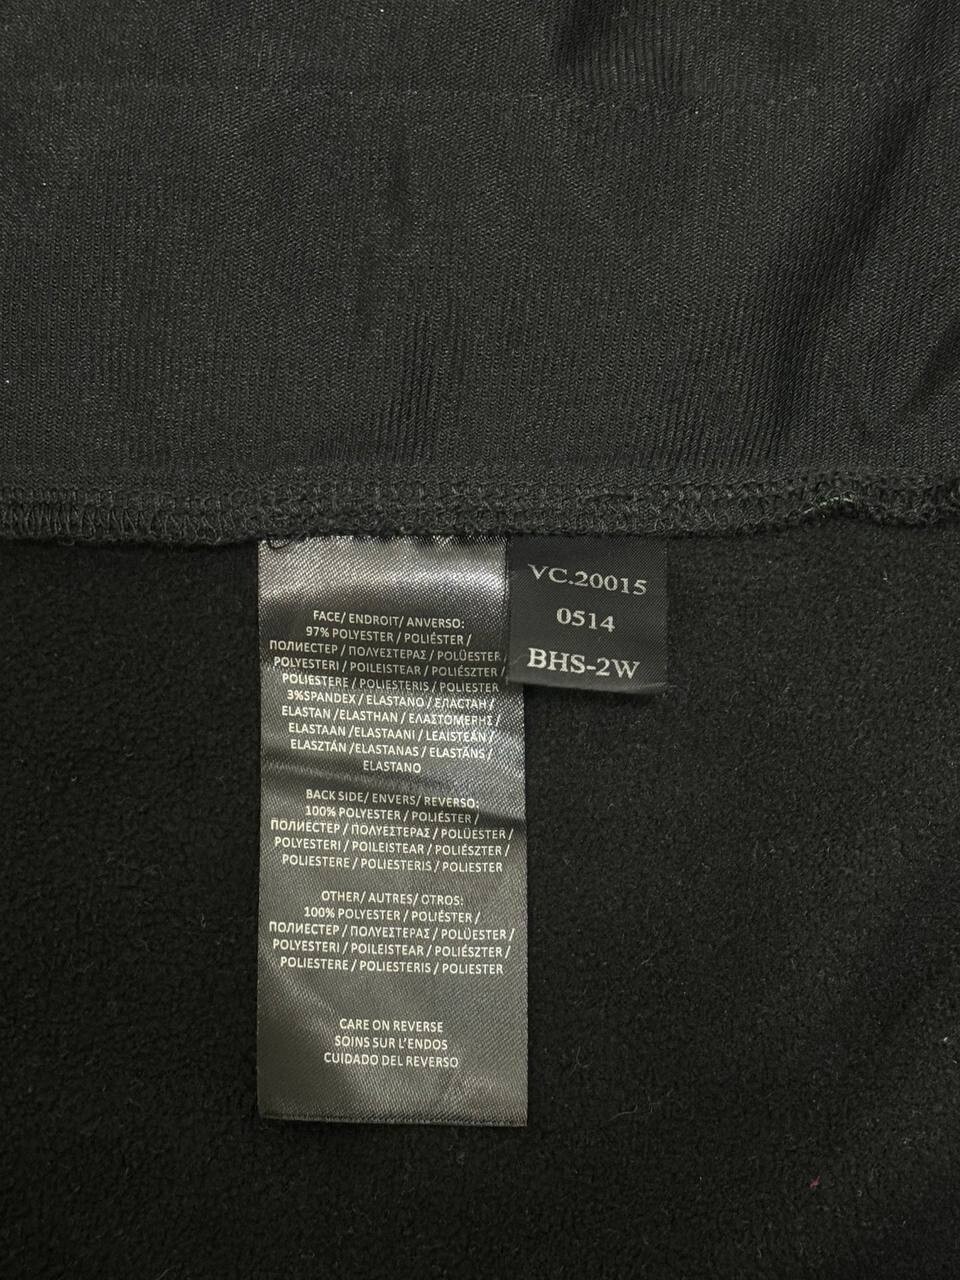 FACE/ ENDROIT/ ANVERSO:
97% POLYESTER / POLIÉSTER /
ПОЛИЕСТЕР / ΠΟΛΥΕΣΤΕΡΑΣ / POLÜESTER/
POLYESTERI / POILEISTEAR / POLIÉSZTER /
POLIESTERE / POLIESTERIS / POLIESTER
3%SPANDEX / ELASTANO / ЕЛАСТАН /
ELASTAN /ELASTHAN / ΕΛΑΣΤΟΜΕΡΗΣ /
ELASTAAN /ELASTAANI / LEAISTEÁN /
ELASZTÁN /ELASTANAS / ELASTĀNS /
ELASTANO
BACK SIDE/ ENVERS/ REVERSO:
100% POLYESTER / POLIÉSTER /
ПОЛИЕСТЕР / ΠΟΛΥΕΣΤΕΡΑΣ / POLÜESTER /
POLYESTERI / POILEISTEAR / POLIÉSZTER /
POLIESTERE / POLIESTERIS / POLIESTER
OTHER/ AUTRES/ OTROS:
100% POLYESTER / POLIÉSTER /
ПОЛИЕСТЕР / ΠΟΛΥΕΣΤΕΡΑΣ / POLÜESTER /
POLYESTERI / POILEISTEAR / POLIÉSZTER /
POLIESTERE / POLIESTERIS / POLIESTER
CARE ON REVERSE
SOINS SUR L'ENDOS
CUIDADO DEL REVERSO
VC.20015
0514
BHS-2W